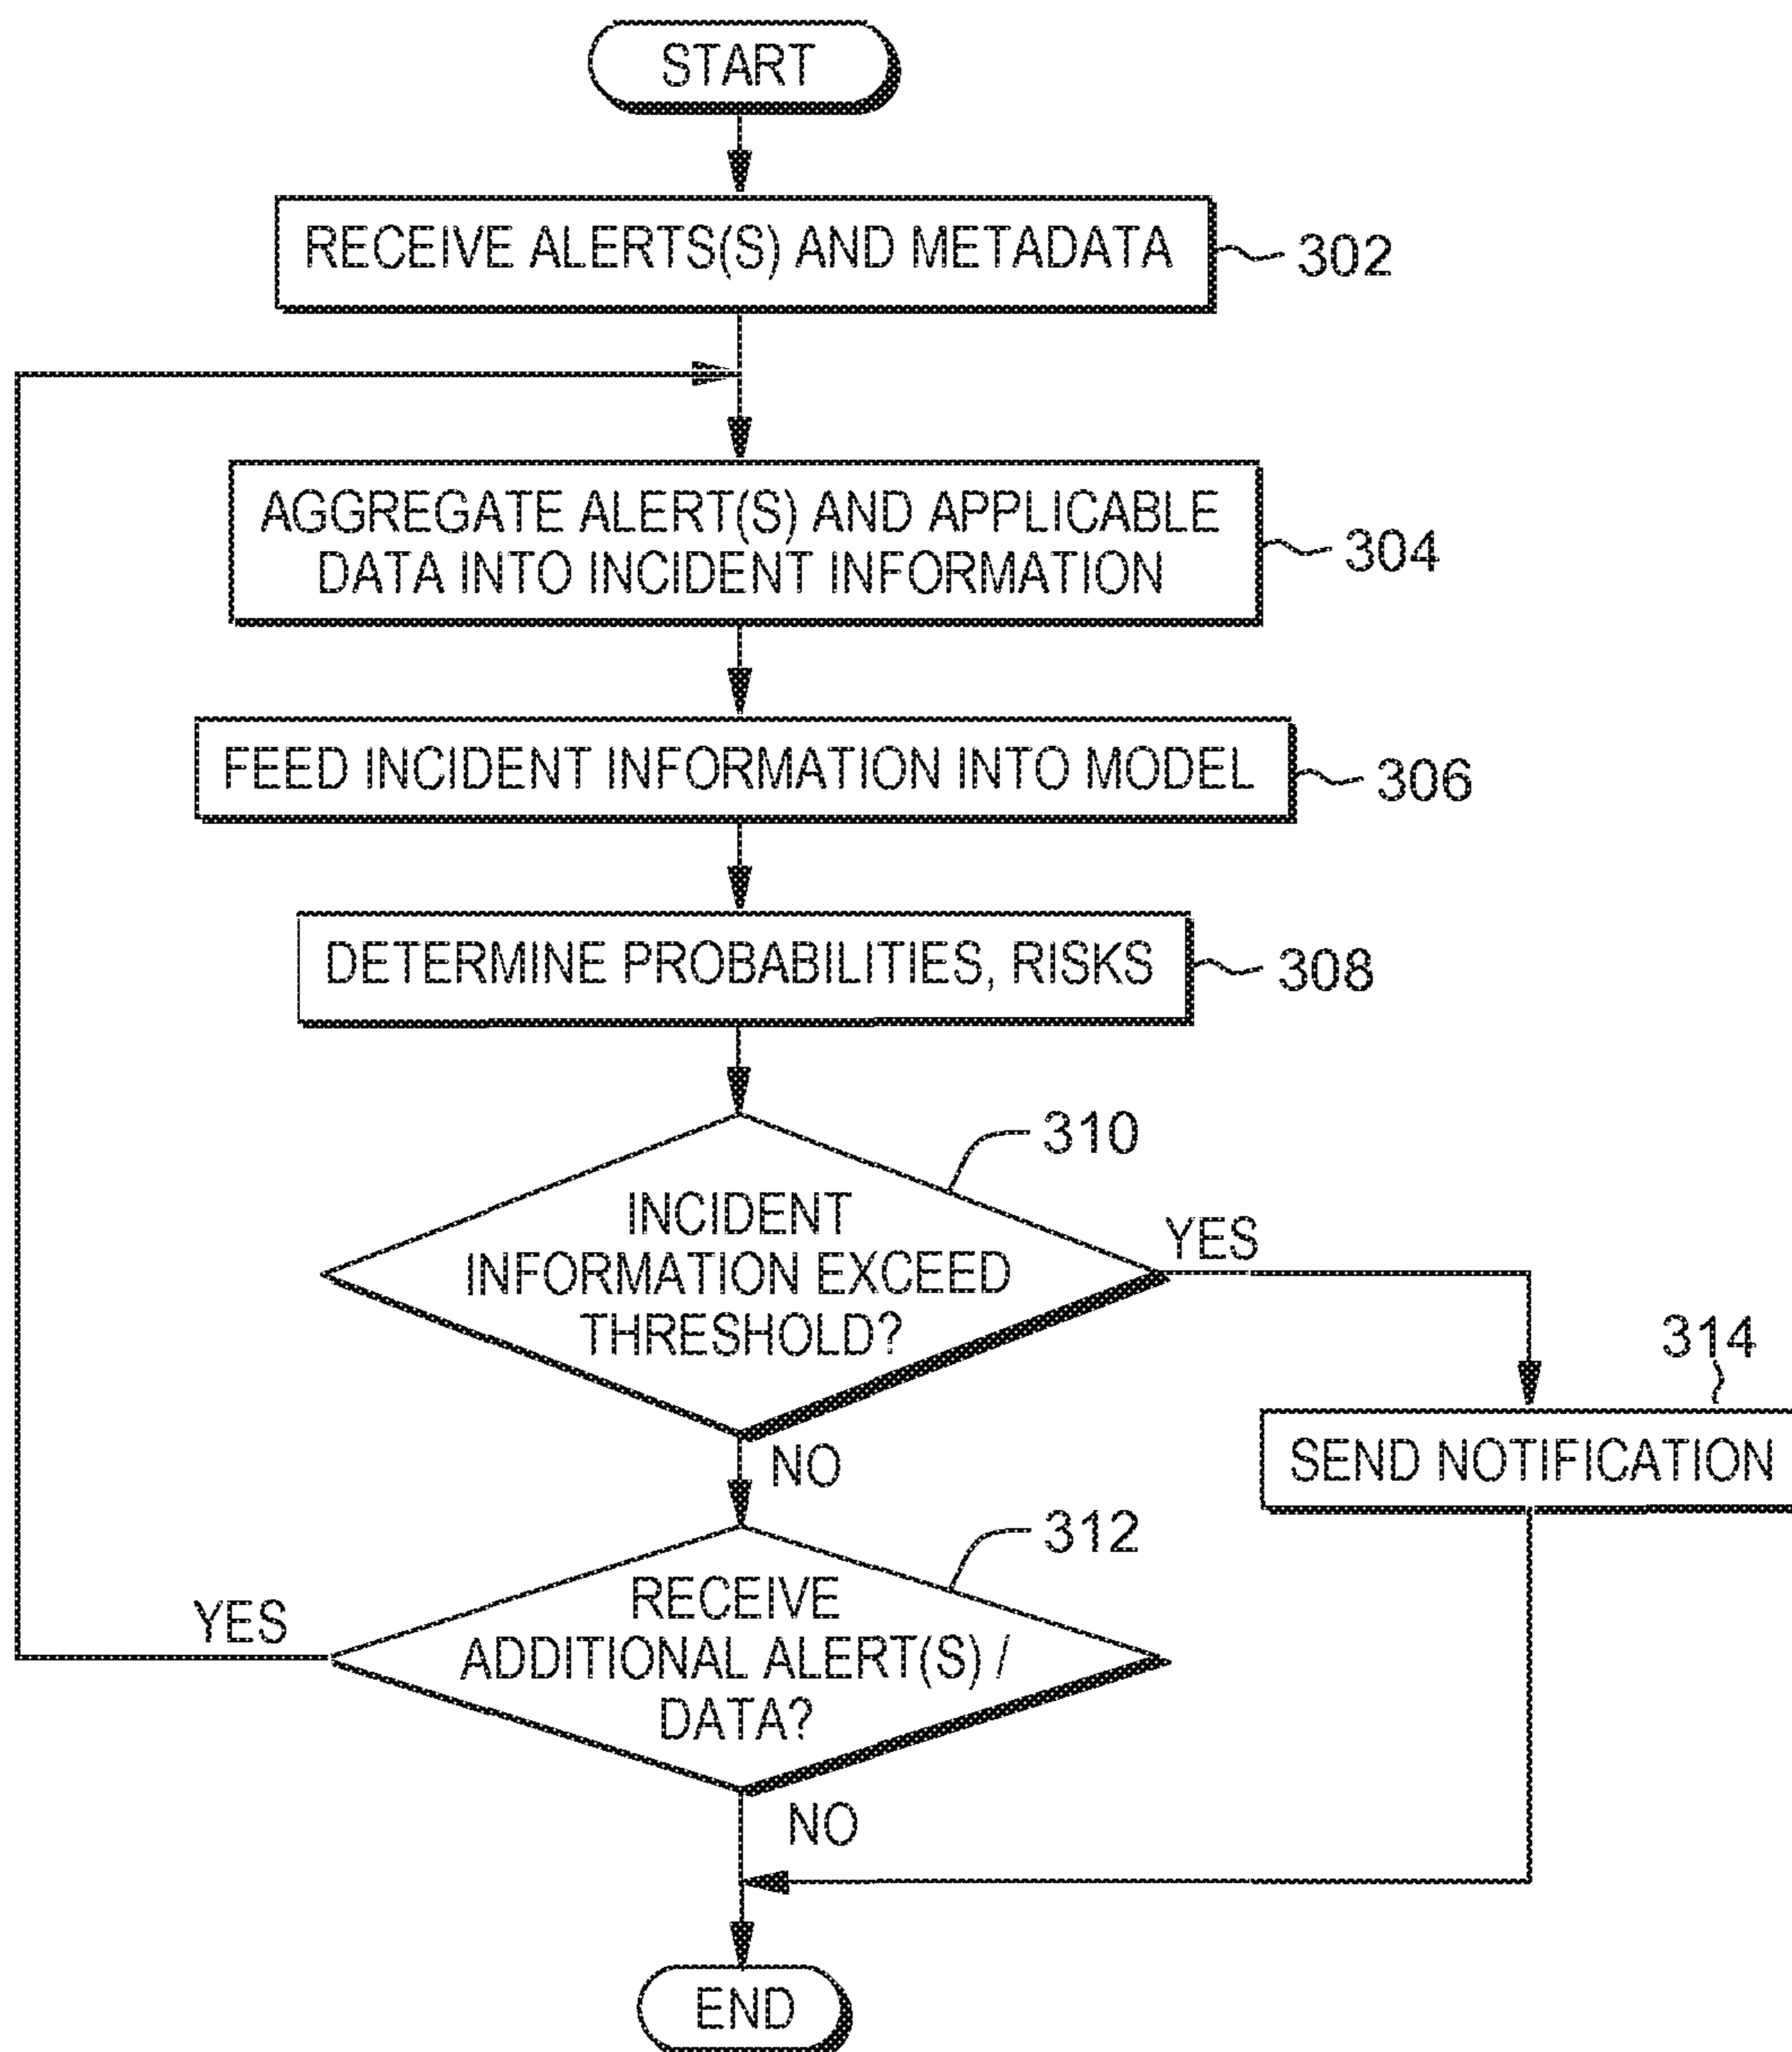 START
RECEIVE ALERTS(S) AND METADATA
302
AGGREGATE ALERT(S) AND APPLICABLE
DATA INTO INCIDENT INFORMATION
304
FEED INCIDENT INFORMATION INTO MODEL
306
DETERMINE PROBABILITIES, RISKS
308
310
INCIDENT
INFORMATION EXCEED
THRESHOLD?
YES
314
SEND NOTIFICATION
NO
312
RECEIVE
ADDITIONAL ALERT(S) /
DATA?
YES
NO
END